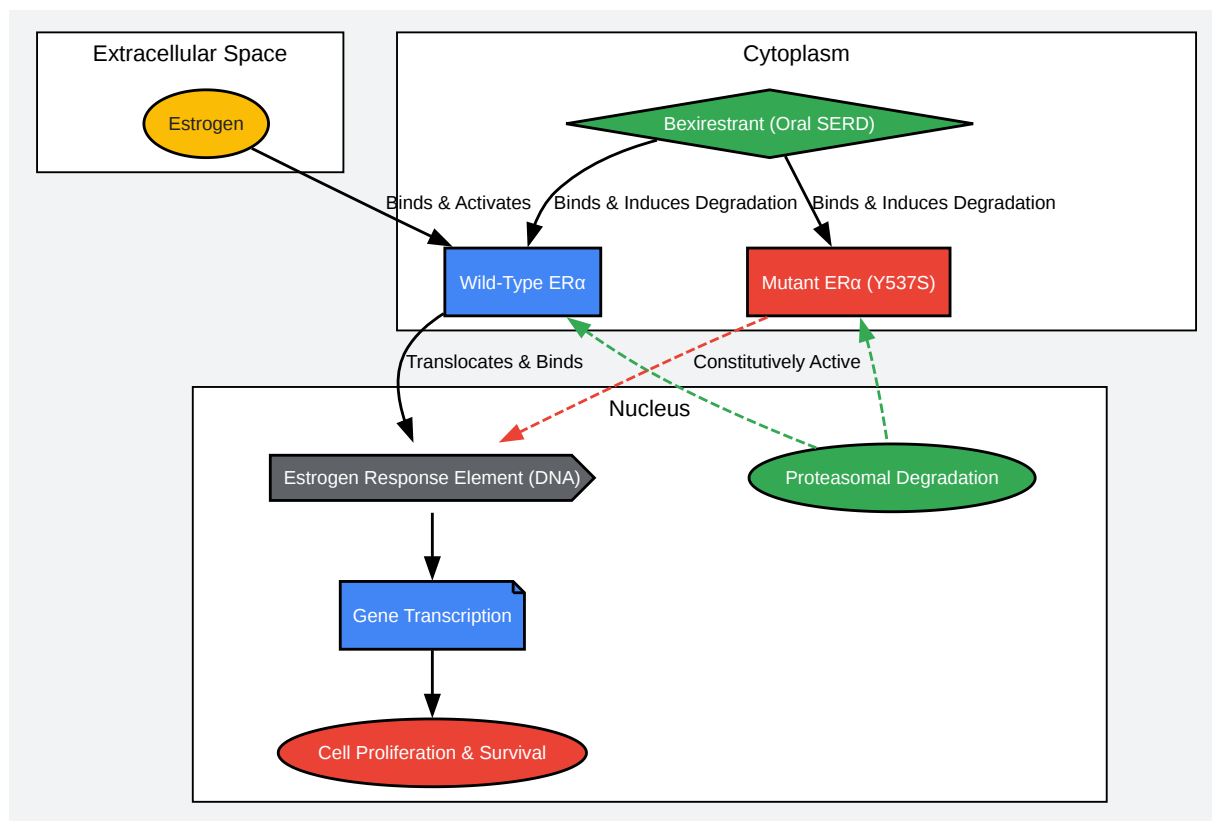 Extracellular Space
Cytoplasm
Estrogen
Bexirestrant (Oral SERD)
Binds & Activates
Binds & Induces Degradation
Binds & Induces Degradation
Wild-Type ERα
Mutant ERα (Y537S)
Translocates & Binds
Constitutively Active
Nucleus
Estrogen Response Element (DNA)
Proteasomal Degradation
Gene Transcription
Cell Proliferation & Survival